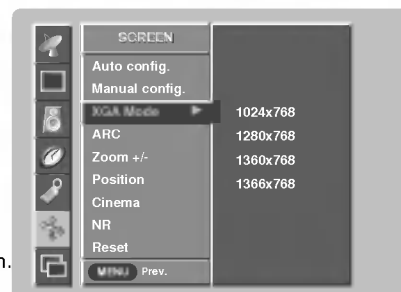 SCREEN
Auto config.
Manual config.
XGA Mode
ARC
Zoom +/-
Position
Cinema
NR
Reset
MENU Prev.
1024x768
1280x768
1360x768
1366x768
n.